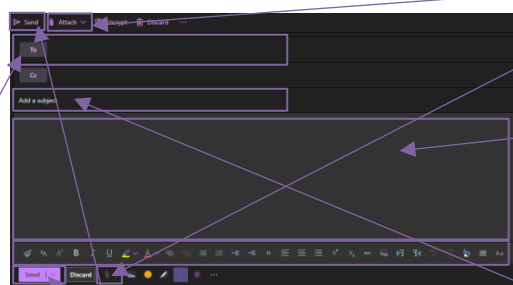 Send Attach Encrypt Discard ...
To
Cc
Add a subject
B I U
Send Discard ...